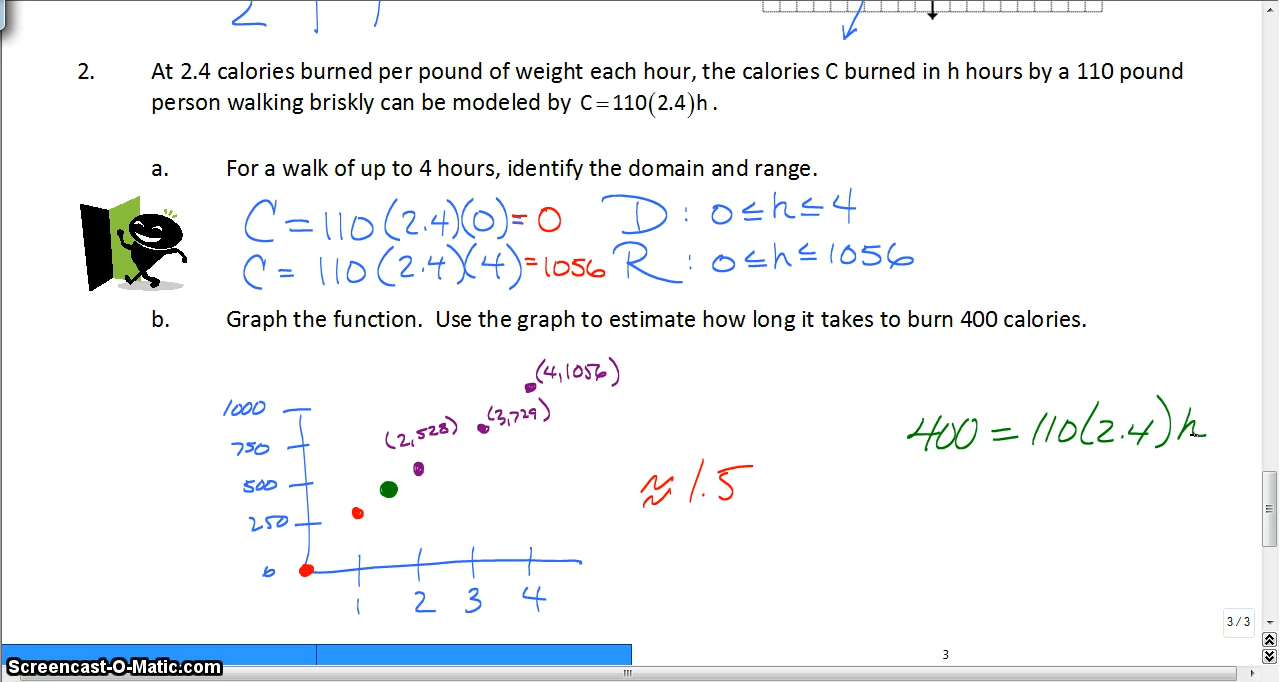 2 | 1
2. At 2.4 calories burned per pound of weight each hour, the calories C burned in h hours by a 110 pound
person walking briskly can be modeled by C=110(2.4)h .
a. For a walk of up to 4 hours, identify the domain and range.
C = 110(2.4)(0) = 0 D : 0 ≤ h ≤ 4
C = 110(2.4)(4) = 1056 R : 0 ≤ h ≤ 1056
b. Graph the function. Use the graph to estimate how long it takes to burn 400 calories.
(4,1056)
1000
(3,729)
(2,528)
400 = 110(2.4)h
750
500
≈ 1.5
250
0
1 2 3 4
3 / 3
3
Screencast-O-Matic.com